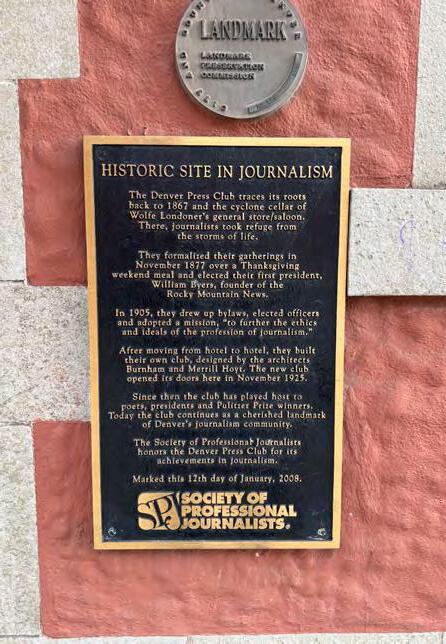 LANDMARK
LANDMARK
PRESERVATION
COMMISSION
HISTORIC SITE IN JOURNALISM
The Denver Press Club traces its roots
back to 1867 and the cyclone cellar of
Wolfe Londoner's general store/saloon.
There, journalists took refuge from
the storms of life.
They formalized their gatherings in
November 1877 over a Thanksgiving
weekend meal and elected their first president,
William Byers, founder of the
Rocky Mountain News.
In 1905, they drew up bylaws, elected officers
and adopted a mission, "to further the ethics
and ideals of the profession of journalism."
After moving from hotel to hotel, they built
their own club, designed by the architects
Burnham and Merrill Hoyt. The new club
opened its doors here in November 1925.
Since then the club has played host to
poets, presidents and Pulitzer Prize winners.
Today the club continues as a cherished landmark
of Denver's journalism community.
The Society of Professional Journalists
honors the Denver Press Club for its
achievements in journalism.
Marked this 12th day of January, 2008.
SPJ SOCIETY OF
PROFESSIONAL
JOURNALISTS